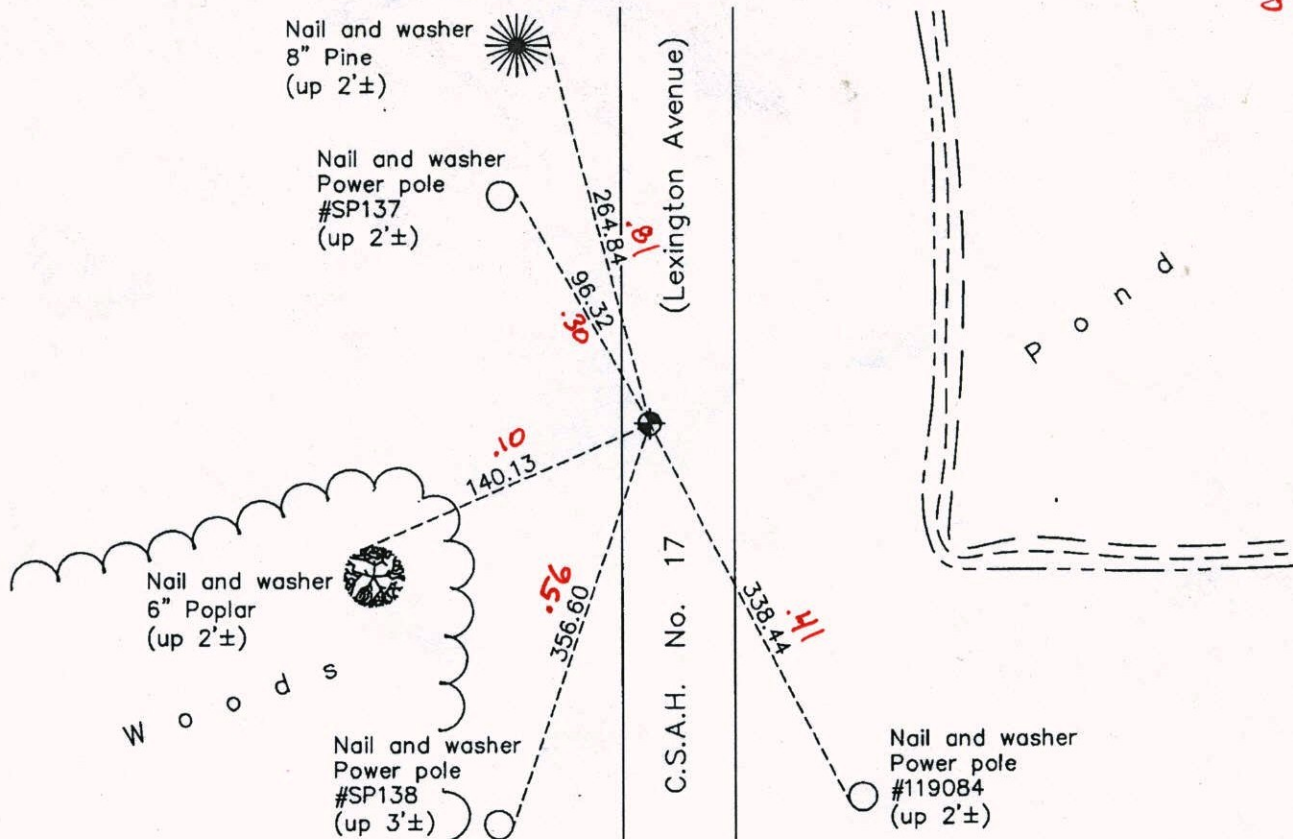 Nail and washer
8" Pine
(up 2'±)
Nail and washer
Power pole
#SP137
(up 2'±)
264.84
.81
96.32
.30
(Lexington Avenue)
P o n d
140.13
.10
Nail and washer
6" Poplar
(up 2'±)
W o o d s
356.60
.56
338.44
.41
C.S.A.H. No. 17
Nail and washer
Power pole
#SP138
(up 3'±)
Nail and washer
Power pole
#119084
(up 2'±)